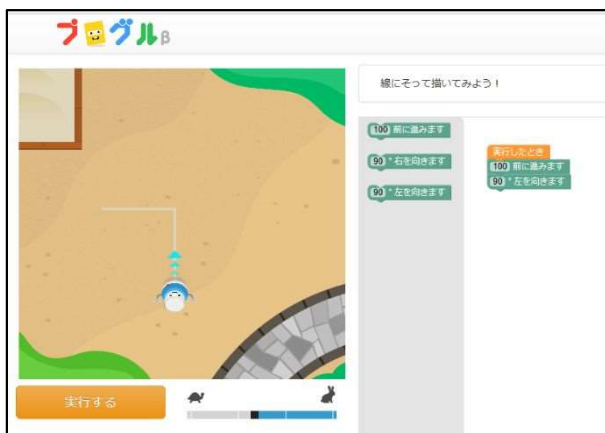 プログルβ
線にそって描いてみよう！
100 前に進みます
90 ° 右を向きます
90 ° 左を向きます
実行したとき
100 前に進みます
90 ° 左を向きます
実行する